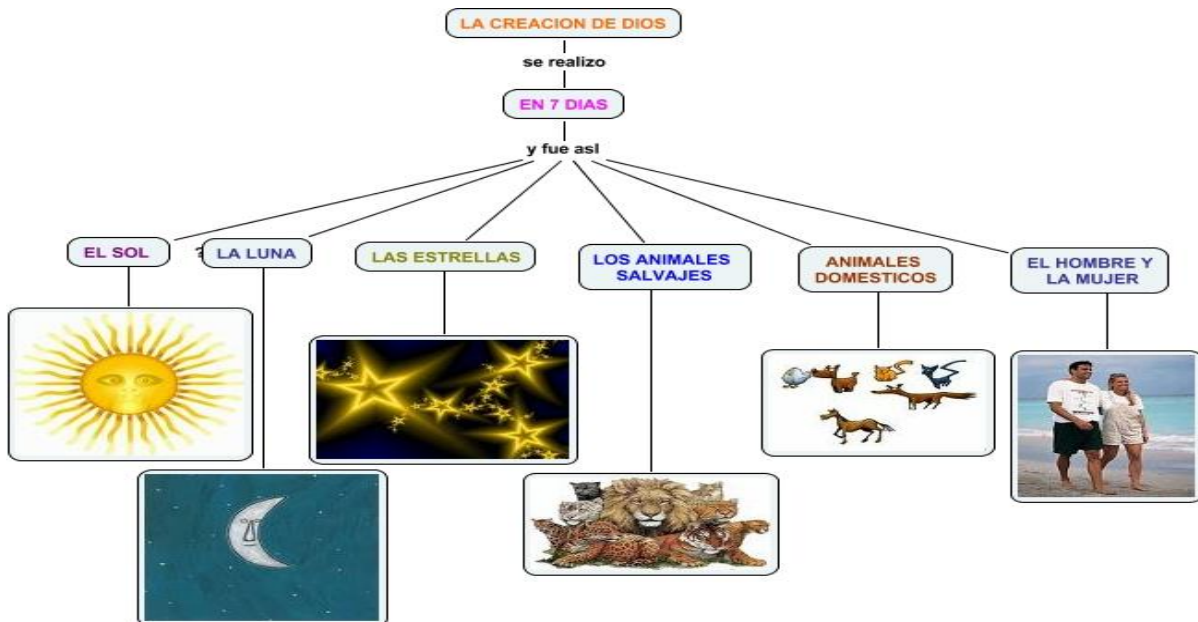 LA CREACION DE DIOS
se realizo
EN 7 DIAS
y fue asI
EL SOL
?
LA LUNA
LAS ESTRELLAS
LOS ANIMALES
SALVAJES
ANIMALES
DOMESTICOS
EL HOMBRE Y
LA MUJER